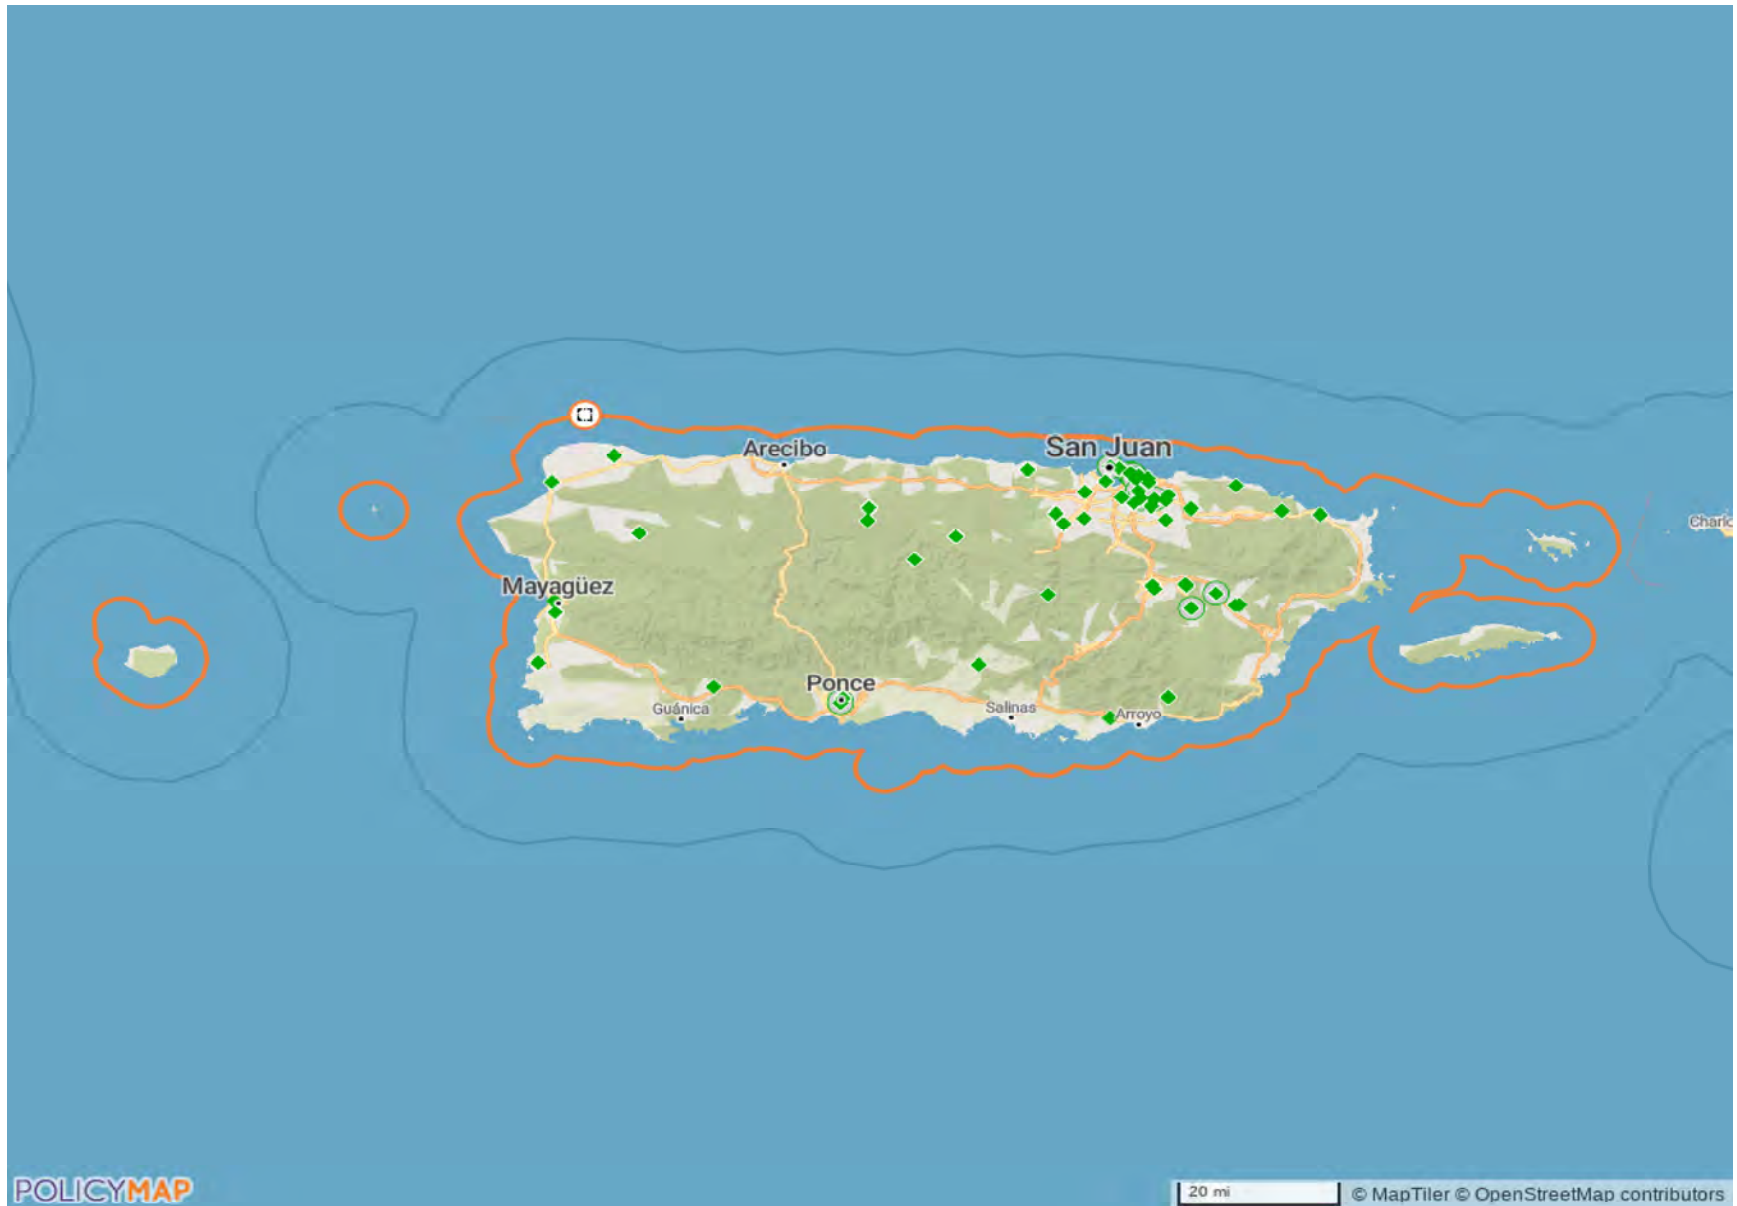 San Juan
Arecibo
Mayagüez
Ponce
Guánica
Salinas
Arroyo
POLICYMAP
20 mi
© MapTiler © OpenStreetMap contributors